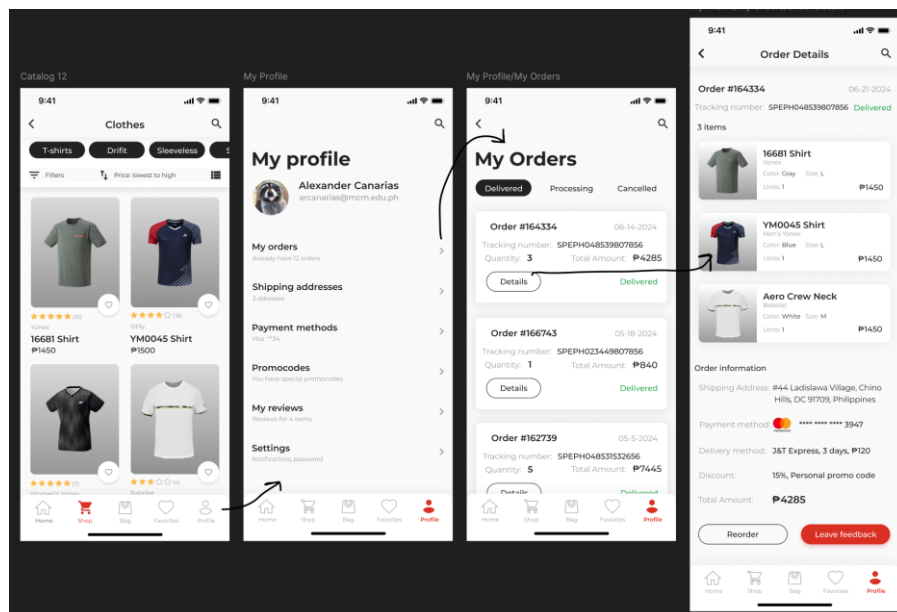 Catalog 12
9:41
Clothes
T-shirts Drifit Sleeveless S
Filters Price: lowest to high
★★★★★ (10)
Yonex
16681 Shirt
₱1450
★★★★☆ (18)
Sitlly
YM0045 Shirt
₱1500
★★★★★ (1)
Women's Yonex
★★★☆☆ (4)
Babolat
Home Shop Bag Favorites Profile
My Profile
9:41
My profile
Alexander Canarias
arcanarias@mcm.edu.ph
My orders
Already have 12 orders
Shipping addresses
3 ddresses
Payment methods
Visa **34
Promocodes
You have special promocodes
My reviews
Reviews for 4 items
Settings
Notifications, password
Home Shop Bag Favorites Profile
My Profile/My Orders
9:41
My Orders
Delivered Processing Cancelled
Order #164334 06-14-2024
Tracking number: SPEPH048539807856
Quantity: 3 Total Amount: ₱4285
Details Delivered
Order #166743 05-18-2024
Tracking number: SPEPH023449807856
Quantity: 1 Total Amount: ₱840
Details Delivered
Order #162739 05-5-2024
Tracking number: SPEPH048531532656
Quantity: 5 Total Amount: ₱7445
Details Delivered
Home Shop Bag Favorites Profile
9:41
Order Details
Order #164334 06-21-2024
Tracking number: SPEPH048539807856 Delivered
3 items
16681 Shirt
Yonex
Color: Gray Size: L
Units: 1 ₱1450
YM0045 Shirt
Men's Yonex
Color: Blue Size: L
Units: 1 ₱1450
Aero Crew Neck
Babolat
Color: White Size: M
Units: 1 ₱1450
Order information
Shipping Address: #44 Ladislawa Village, Chino
Hills, DC 91709, Philippines
Payment method: **** **** **** 3947
Delivery method: J&T Express, 3 days, ₱120
Discount: 15%, Personal promo code
Total Amount: ₱4285
Reorder Leave feedback
Home Shop Bag Favorites Profile